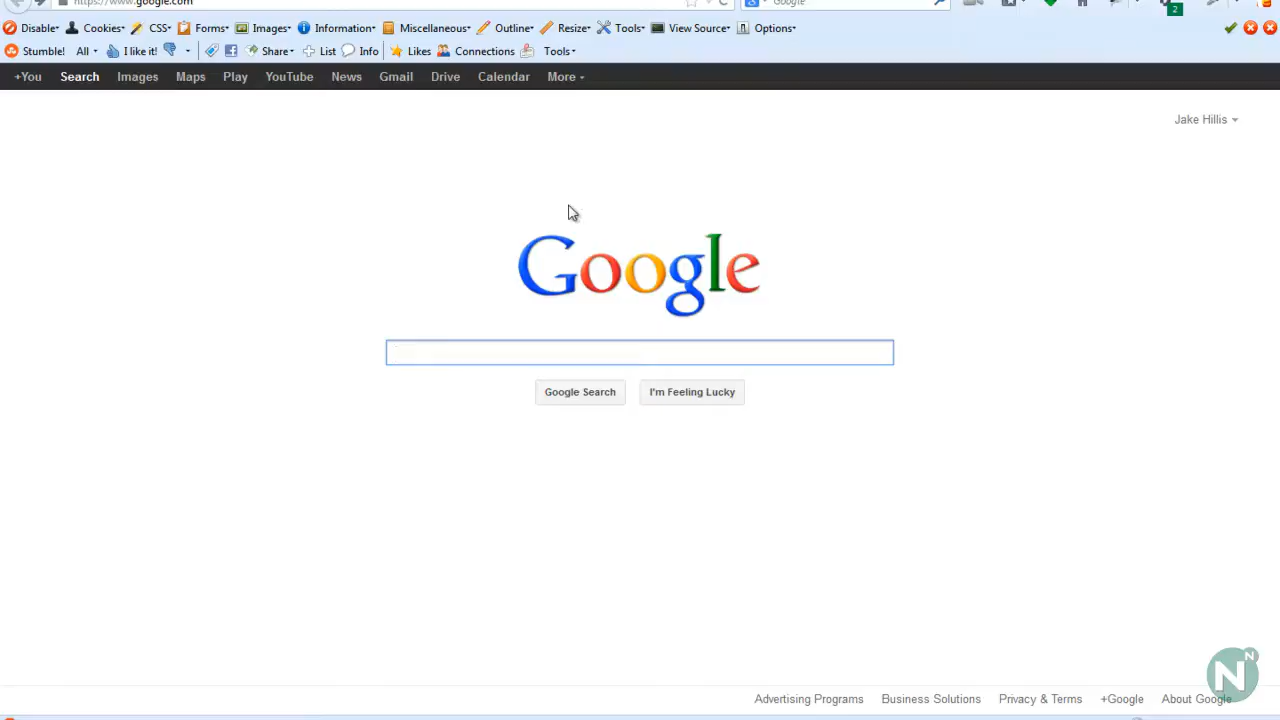 https://www.google.com Google
2
Disable Cookies CSS Forms Images Information Miscellaneous Outline Resize Tools View Source Options
Stumble! All I like it! Share List Info Likes Connections Tools
+You Search Images Maps Play YouTube News Gmail Drive Calendar More
Jake Hillis
Google
Google Search I'm Feeling Lucky
N N
Advertising Programs Business Solutions Privacy & Terms +Google About Google